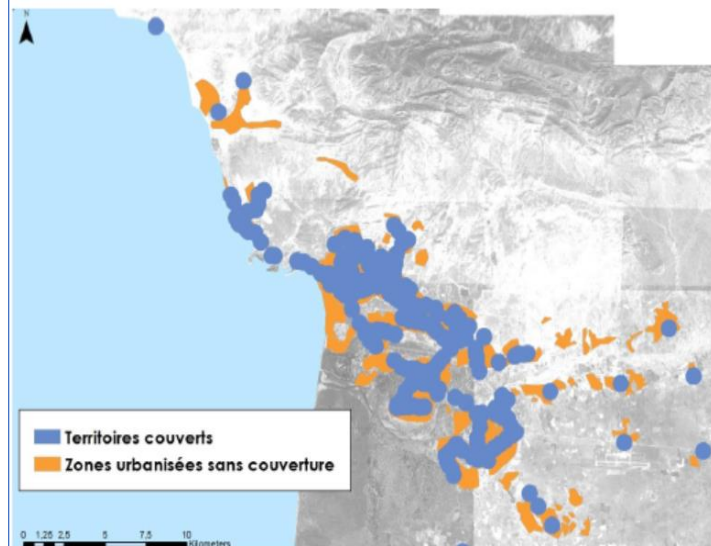 N
Territoires couverts
Zones urbanisées sans couverture
0 1,25 2,5 5 7,5 10
Kilometers